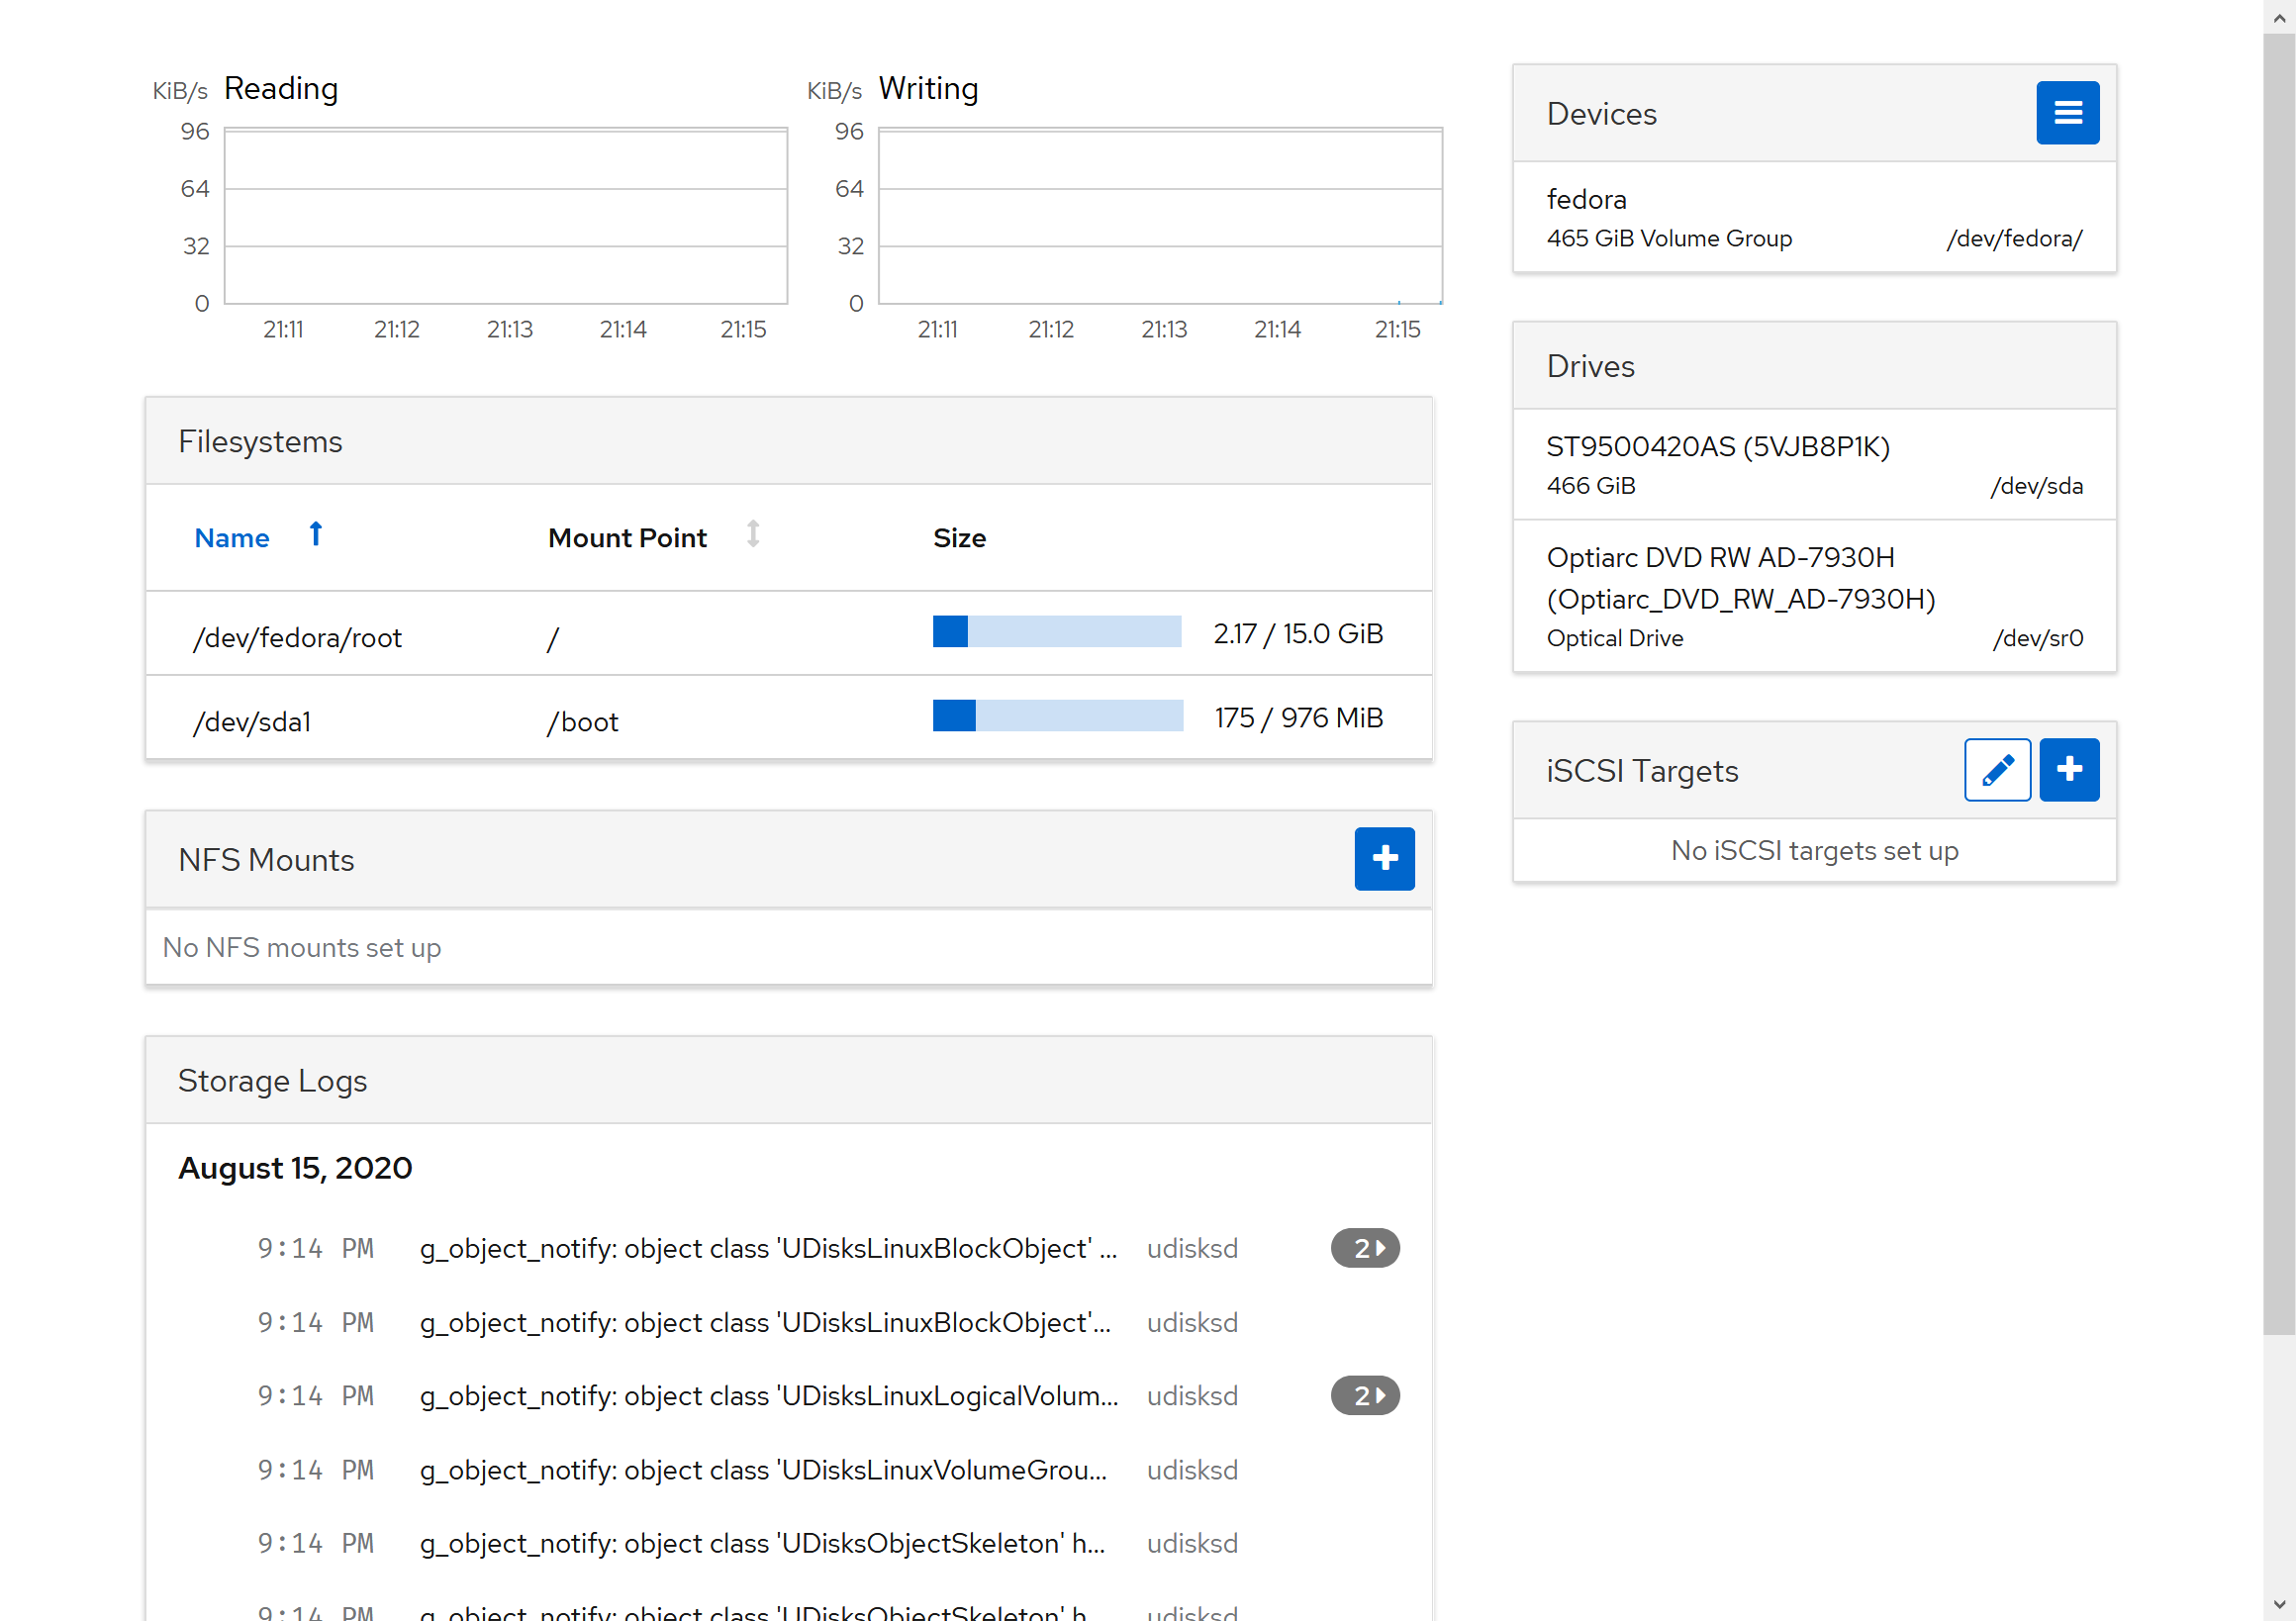 KiB/s Reading
96
64
32
0
21:11 21:12 21:13 21:14 21:15
KiB/s Writing
96
64
32
0
21:11 21:12 21:13 21:14 21:15
Filesystems
Name Mount Point Size
/dev/fedora/root / 2.17 / 15.0 GiB
/dev/sda1 /boot 175 / 976 MiB
NFS Mounts
No NFS mounts set up
Storage Logs
August 15, 2020
9:14 PM g_object_notify: object class 'UDisksLinuxBlockObject' ... udisksd 2
9:14 PM g_object_notify: object class 'UDisksLinuxBlockObject'... udisksd
9:14 PM g_object_notify: object class 'UDisksLinuxLogicalVolum... udisksd 2
9:14 PM g_object_notify: object class 'UDisksLinuxVolumeGrou... udisksd
9:14 PM g_object_notify: object class 'UDisksObjectSkeleton' h... udisksd
9:14 PM g_object_notify: object class 'UDisksObjectSkeleton' h... udisksd
Devices
fedora
465 GiB Volume Group /dev/fedora/
Drives
ST9500420AS (5VJB8P1K)
466 GiB /dev/sda
Optiarc DVD RW AD-7930H
(Optiarc_DVD_RW_AD-7930H)
Optical Drive /dev/sr0
iSCSI Targets
No iSCSI targets set up